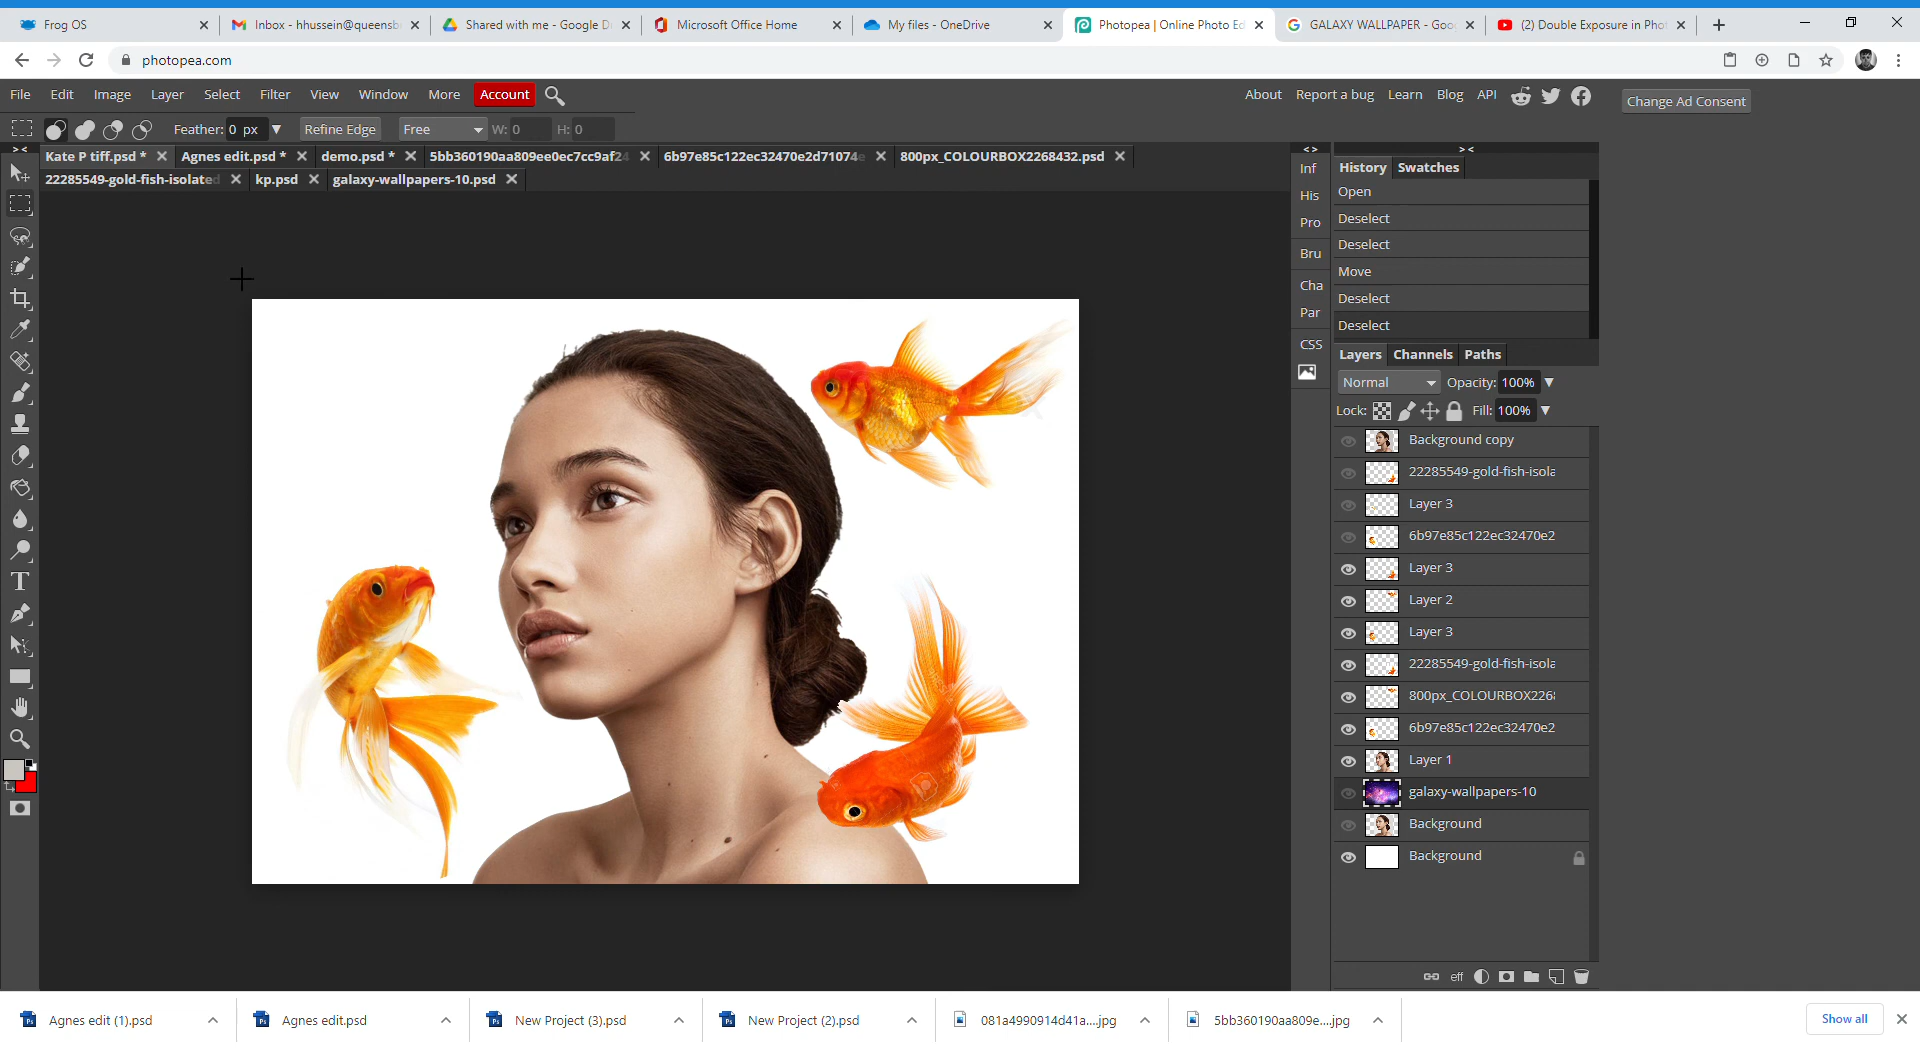 Frog OS
Inbox - hhussein@queensb
Shared with me - Google D
Microsoft Office Home
My files - OneDrive
Photopea | Online Photo Ed
GALAXY WALLPAPER - Goo
(2) Double Exposure in Pho
photopea.com
File Edit Image Layer Select Filter View Window More Account
About Report a bug Learn Blog API
Change Ad Consent
Feather: 0 px Refine Edge Free W: 0 H: 0
> < Kate P tiff.psd * Agnes edit.psd * demo.psd * 5bb360190aa809ee0ec7cc9af24 6b97e85c122ec32470e2d71074e 800px_COLOURBOX2268432.psd
22285549-gold-fish-isolated kp.psd galaxy-wallpapers-10.psd
< >
Inf
His
Pro
Bru
Cha
Par
CSS
> <
History Swatches
Open
Deselect
Deselect
Move
Deselect
Deselect
Layers Channels Paths
Normal Opacity: 100%
Lock: Fill: 100%
Background copy
22285549-gold-fish-isola
Layer 3
6b97e85c122ec32470e2
Layer 3
Layer 2
Layer 3
22285549-gold-fish-isola
800px_COLOURBOX2268
6b97e85c122ec32470e2
Layer 1
galaxy-wallpapers-10
Background
Background
eff
Agnes edit (1).psd
Agnes edit.psd
New Project (3).psd
New Project (2).psd
081a4990914d41a....jpg
5bb360190aa809e....jpg
Show all